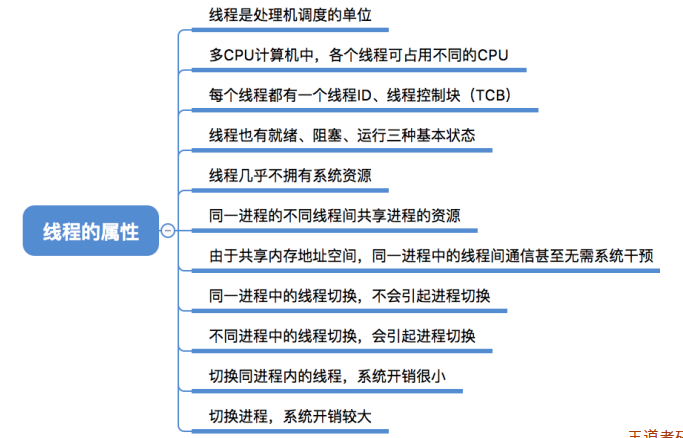 线程是处理机调度的单位
多CPU计算机中，各个线程可占用不同的CPU
每个线程都有一个线程ID、线程控制块（TCB）
线程也有就绪、阻塞、运行三种基本状态
线程几乎不拥有系统资源
线程的属性
同一进程的不同线程间共享进程的资源
由于共享内存地址空间，同一进程中的线程间通信甚至无需系统干预
同一进程中的线程切换，不会引起进程切换
不同进程中的线程切换，会引起进程切换
切换同进程内的线程，系统开销很小
切换进程，系统开销较大